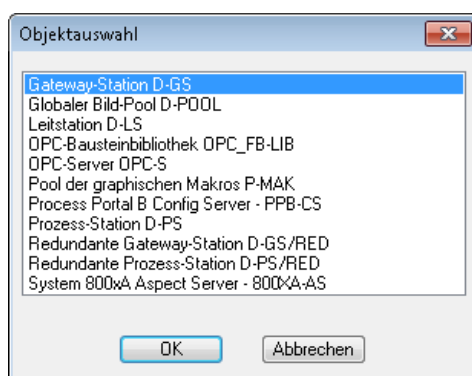 Objektauswahl
Gateway-Station D-GS
Globaler Bild-Pool D-POOL
Leitstation D-LS
OPC-Bausteinbibliothek OPC_FB-LIB
OPC-Server OPC-S
Pool der graphischen Makros P-MAK
Process Portal B Config Server - PPB-CS
Prozess-Station D-PS
Redundante Gateway-Station D-GS/RED
Redundante Prozess-Station D-PS/RED
System 800xA Aspect Server - 800XA-AS
OK
Abbrechen